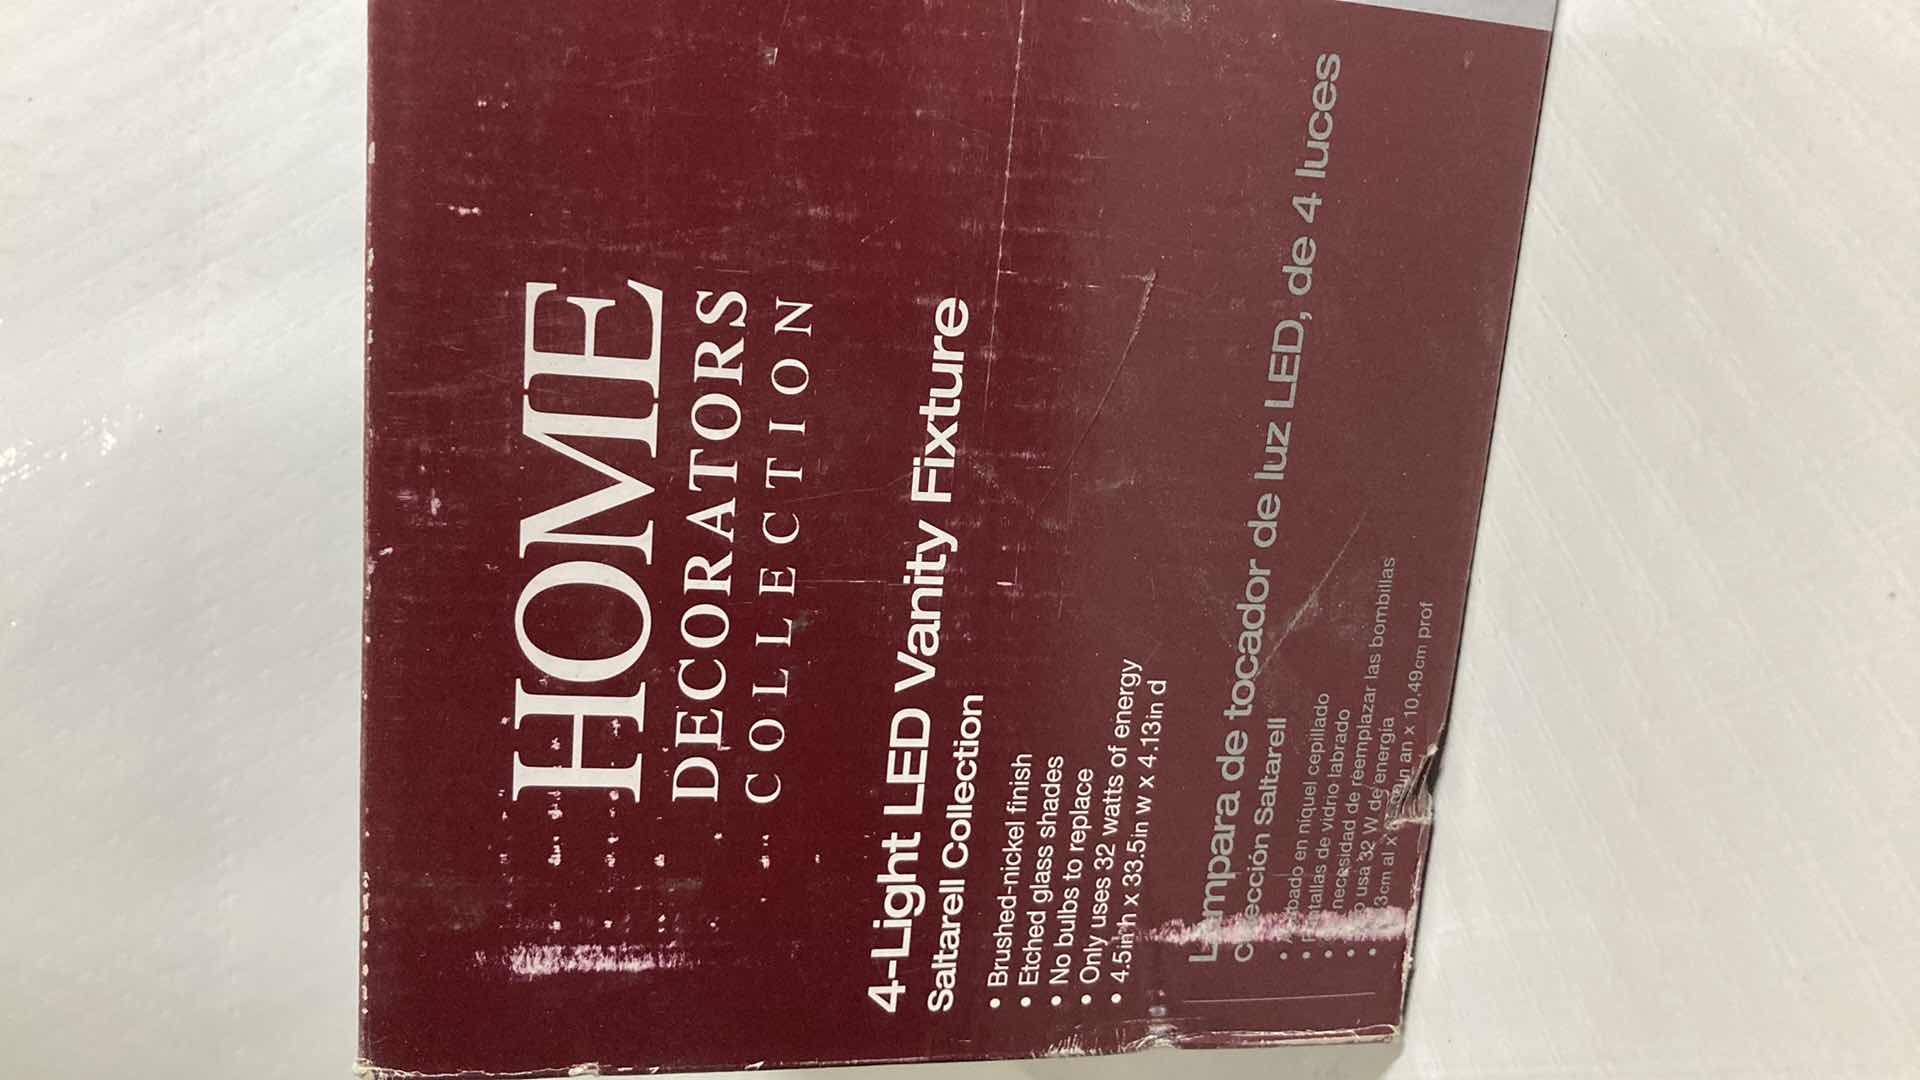 HOME
DECORATORS
COLLECTION
4-Light LED Vanity Fixture
Saltarell Collection
• Brushed-nickel finish
• Etched glass shades
• No bulbs to replace
• Only uses 32 watts of energy
• 4.5in h x 33.5in w x 4.13in d
Lámpara de tocador de luz LED, de 4 luces
colección Saltarell
• níquel cepillado
• de vidrio labrado
• necesidad de reemplazar las bombillas
• usa 32 W de energía
• an x 10.49cm prof